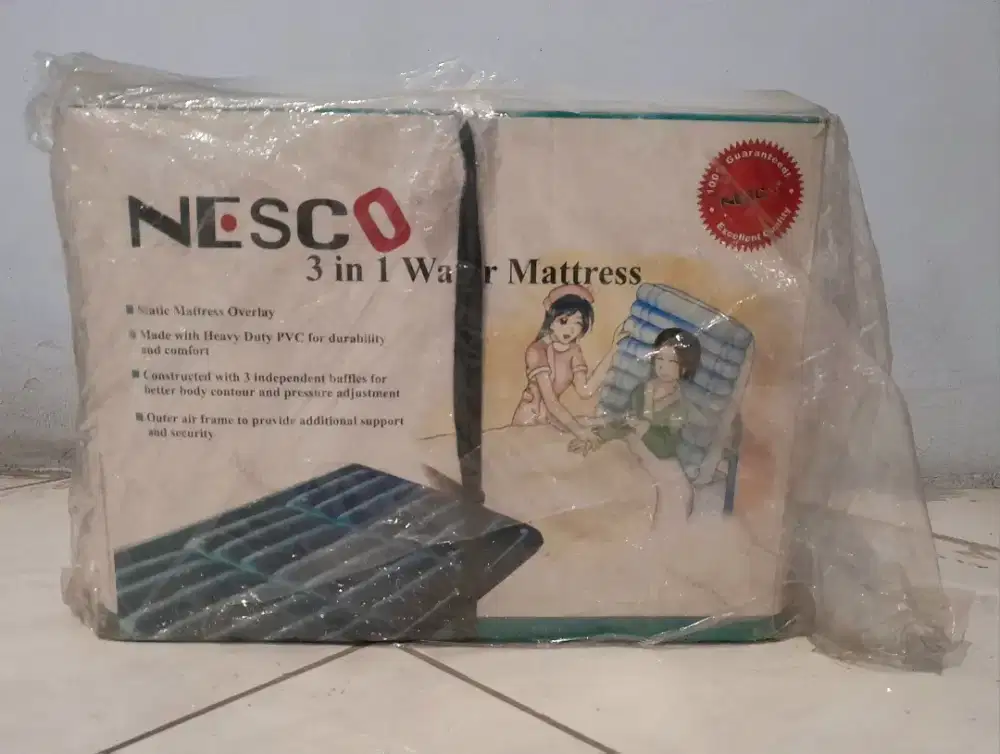 NESCO
3 in 1 Wa r Mattress
Static Mattress Overlay
Made with Heavy Duty PVC for durability
and comfort
Constructed with 3 independent baffles for
better body contour and pressure adjustment
Outer air frame to provide additional support
and security
100% Guaranteed!
NESCO
Excellent Quality